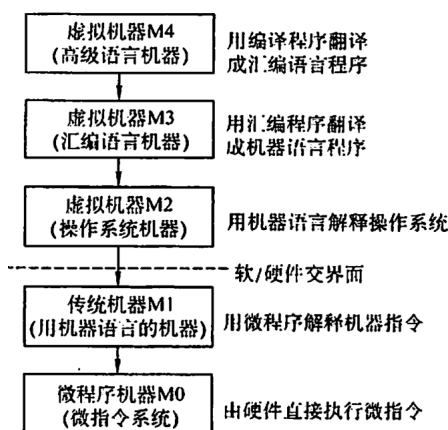 虚拟机器M4
(高级语言机器)
用编译程序翻译
成汇编语言程序
虚拟机器M3
(汇编语言机器)
用汇编程序翻译
成机器语言程序
虚拟机器M2
(操作系统机器)
用机器语言解释操作系统
软/硬件交界面
传统机器M1
(用机器语言的机器)
用微程序解释机器指令
微程序机器M0
(微指令系统)
由硬件直接执行微指令